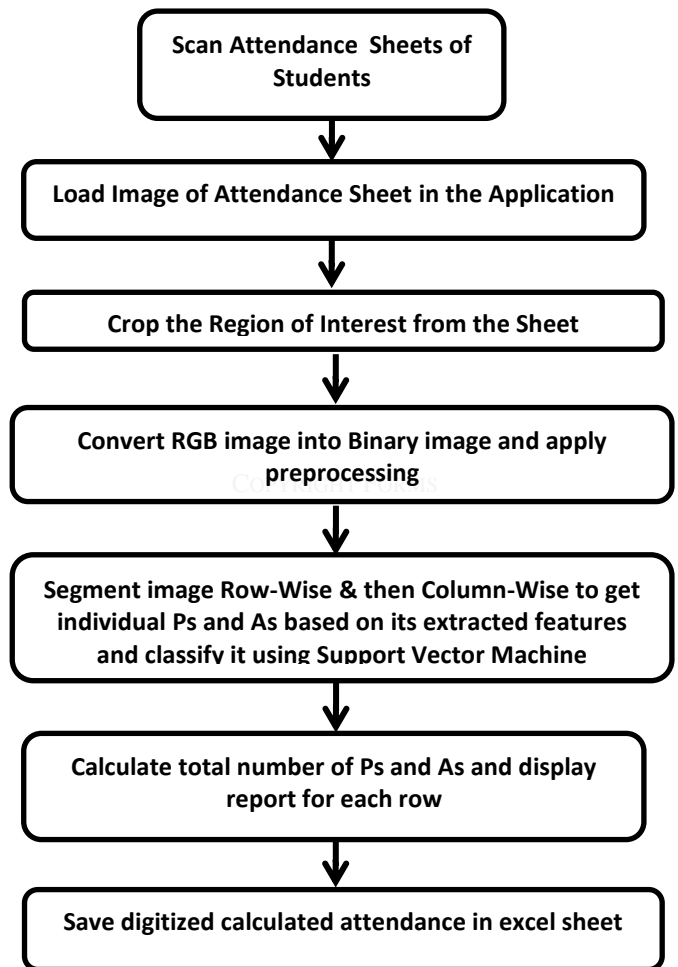 Scan Attendance Sheets of
Students
Load Image of Attendance Sheet in the Application
Crop the Region of Interest from the Sheet
Convert RGB image into Binary image and apply
preprocessing
Segment image Row-Wise & then Column-Wise to get
individual Ps and As based on its extracted features
and classify it using Support Vector Machine
Calculate total number of Ps and As and display
report for each row
Save digitized calculated attendance in excel sheet